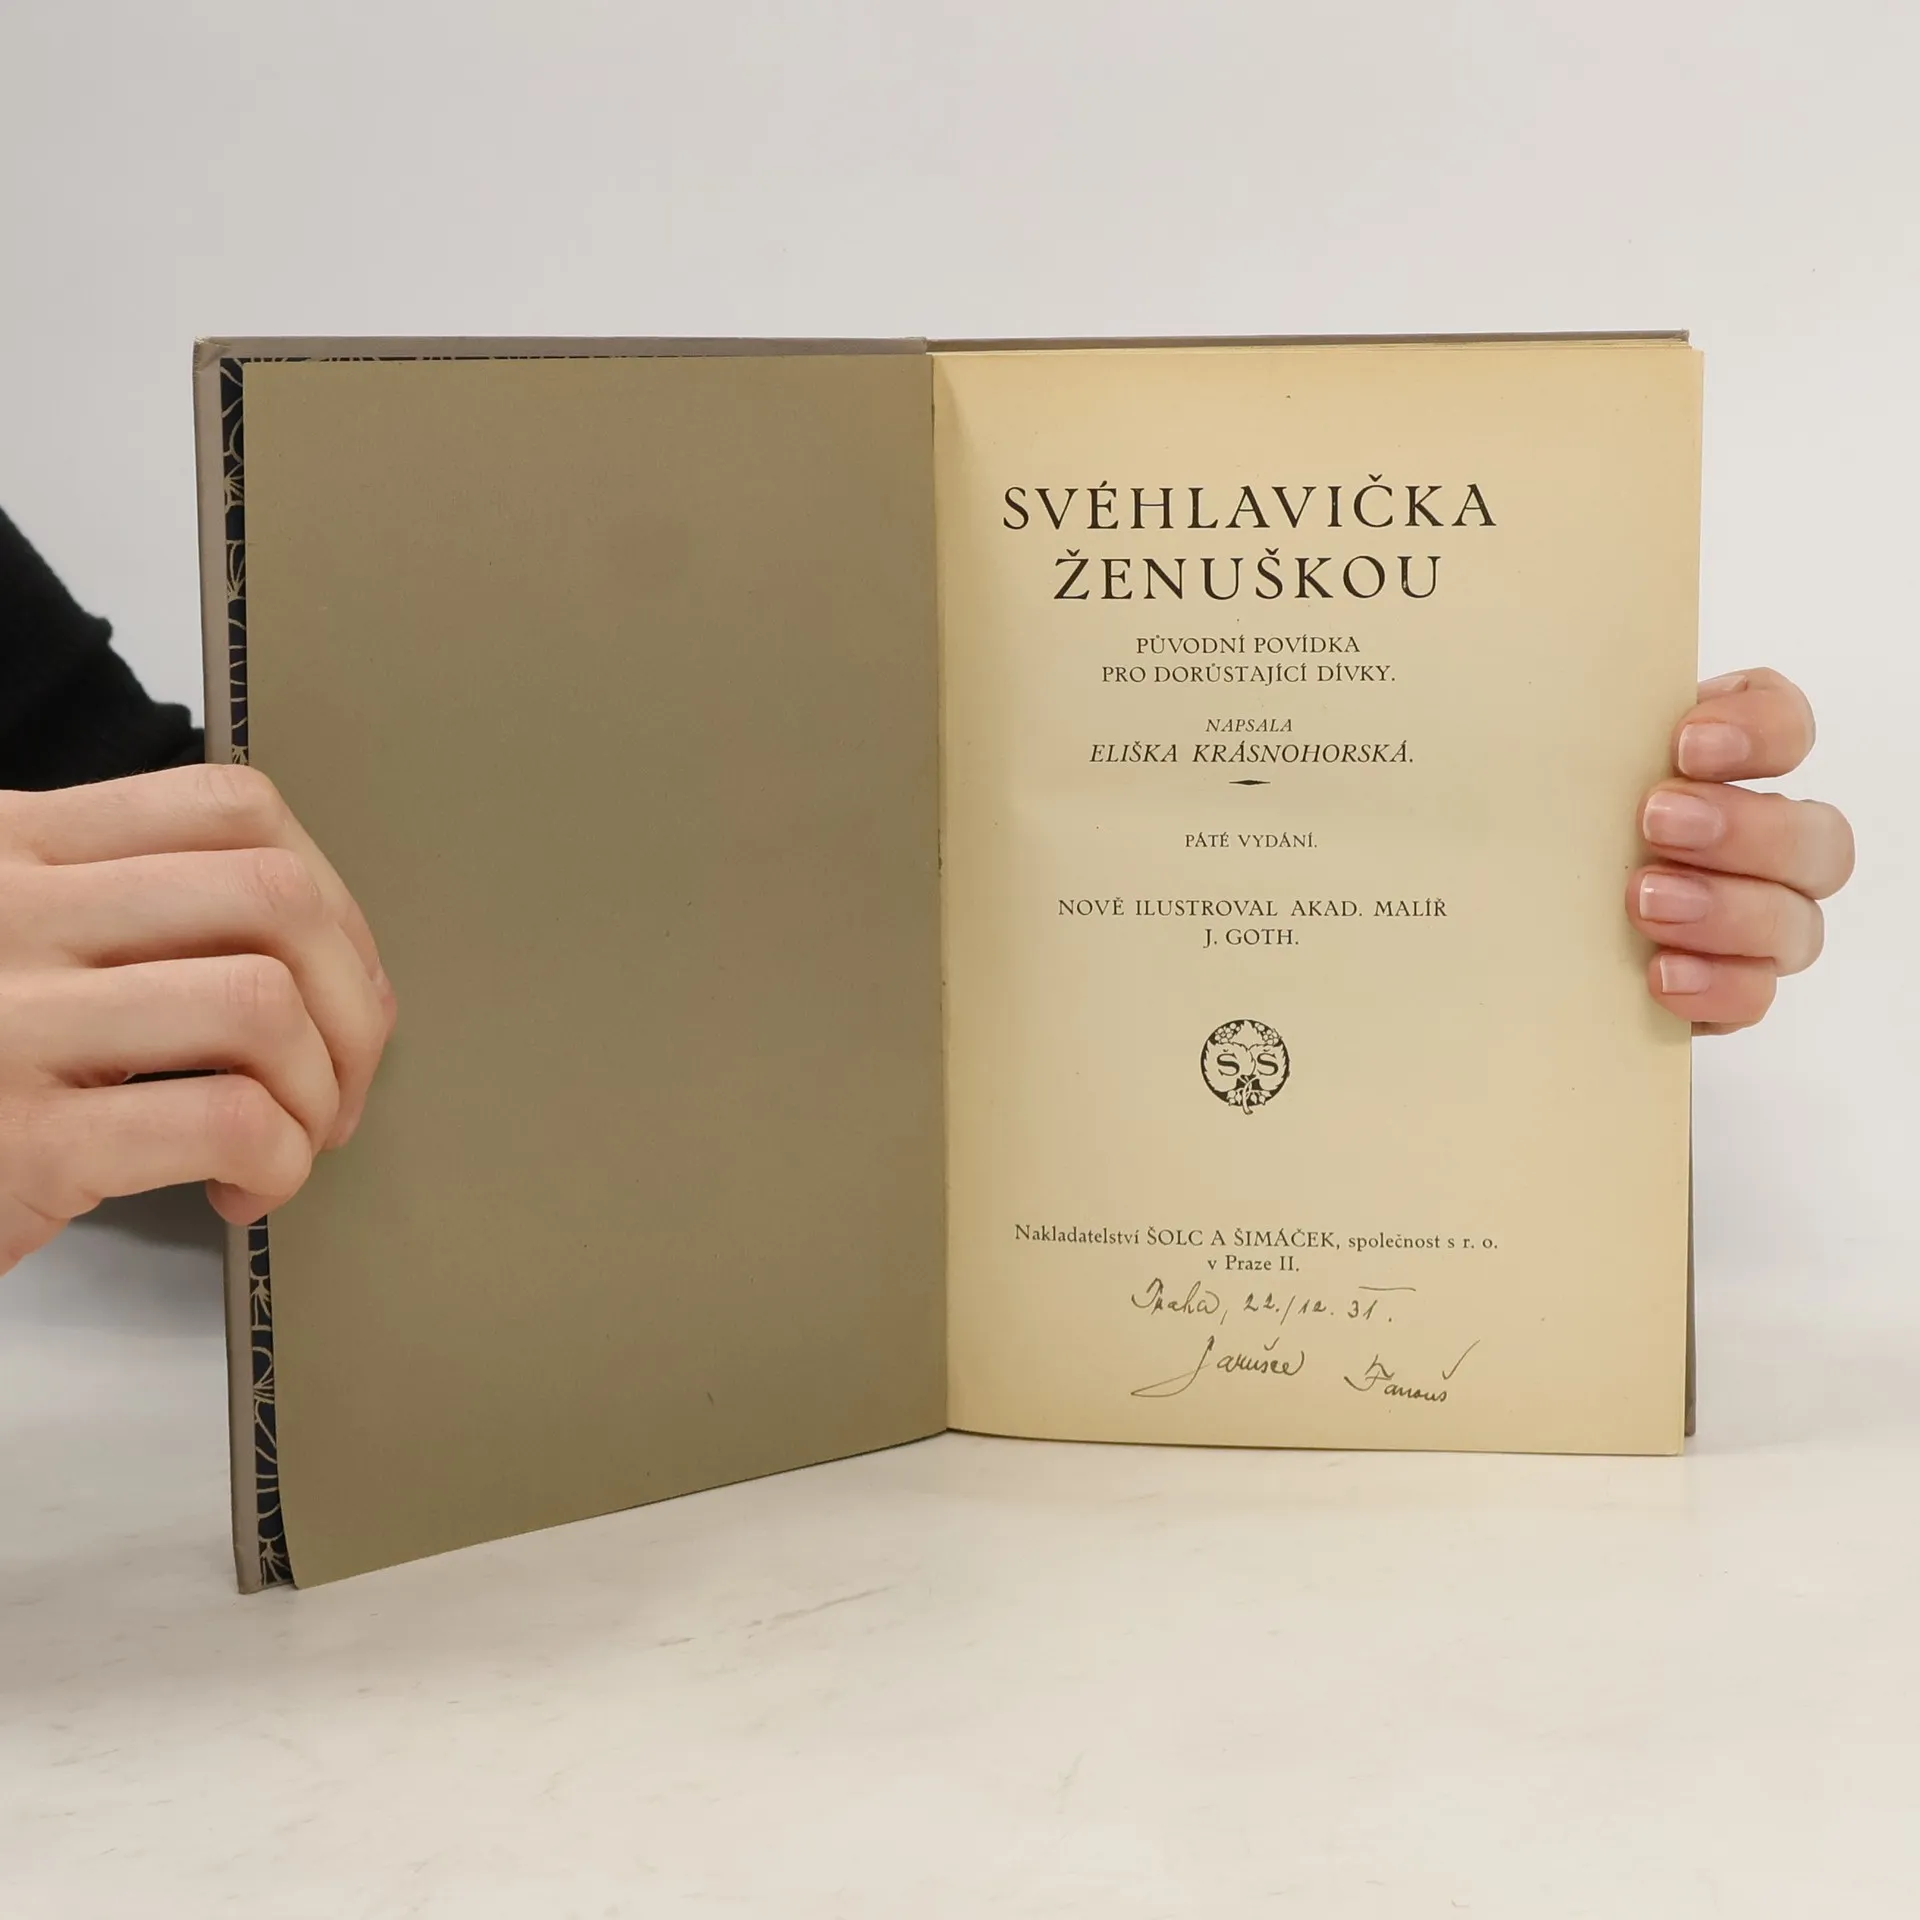 SVÉHLAVIČKA
ŽENUŠKOU
PŮVODNÍ POVÍDKA
PRO DORŮSTAJÍCÍ DÍVKY.
NAPSALA
ELIŠKA KRÁSNOHORSKÁ.
PÁTÉ VYDÁNÍ.
NOVĚ ILUSTROVAL AKAD. MALÍŘ
J. GOTH.
Š Š
Nakladatelství ŠOLC A ŠIMÁČEK, společnost s r. o.
v Praze II.
Praha, 22./12. 31.
Jarušce Fanouš